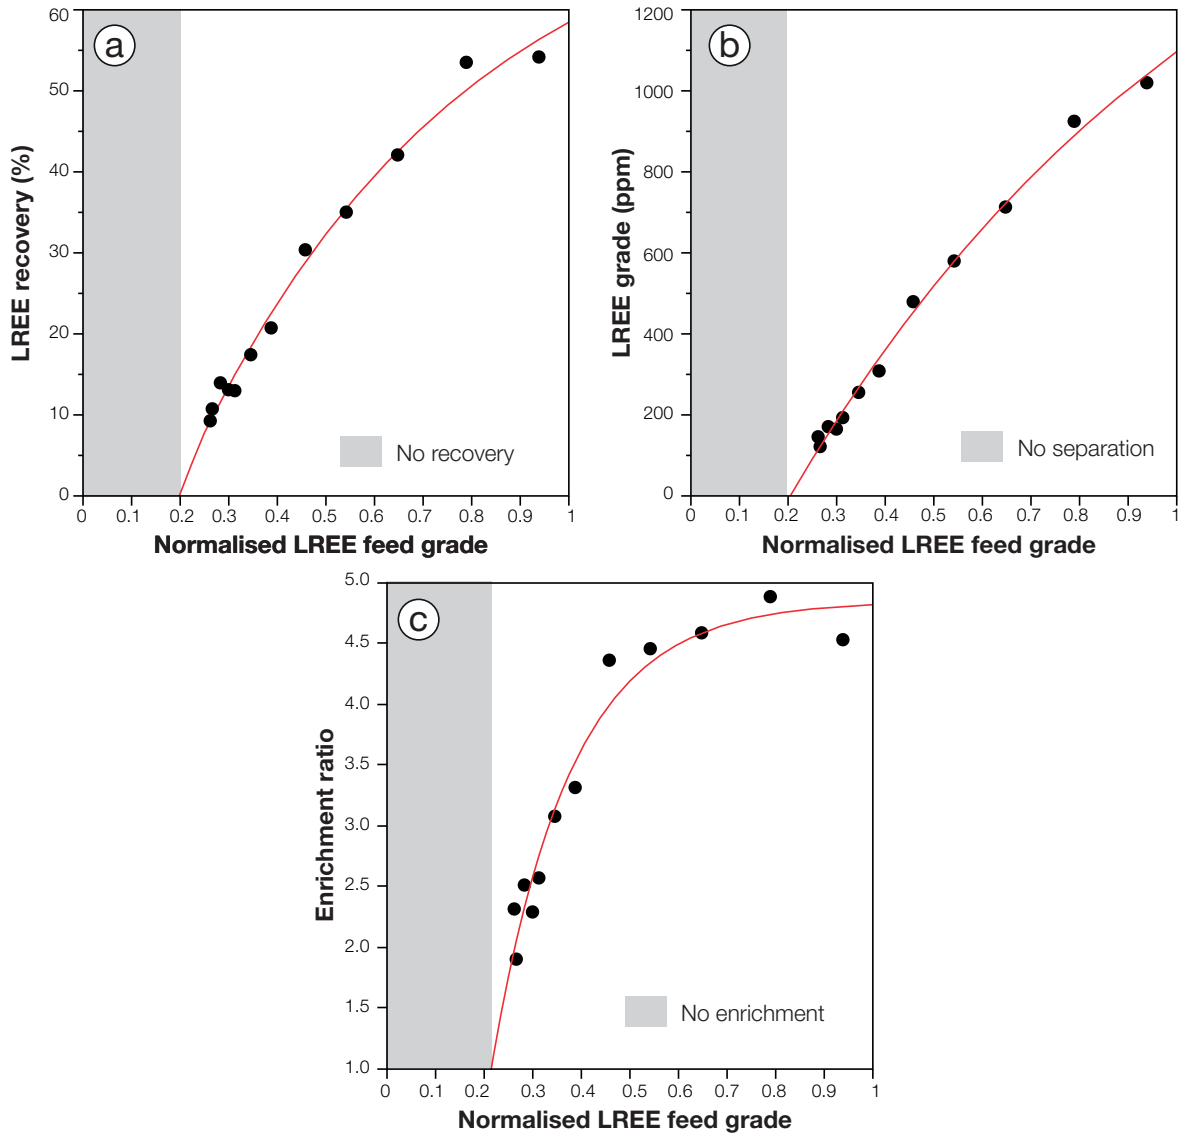 a
60
50
40
30
20
10
0
LREE recovery (%)
No recovery
0 0.1 0.2 0.3 0.4 0.5 0.6 0.7 0.8 0.9 1
Normalised LREE feed grade
b
1200
1000
800
600
400
200
0
LREE grade (ppm)
No separation
0 0.1 0.2 0.3 0.4 0.5 0.6 0.7 0.8 0.9 1
Normalised LREE feed grade
c
5.0
4.5
4.0
3.5
3.0
2.5
2.0
1.5
1.0
Enrichment ratio
No enrichment
0 0.1 0.2 0.3 0.4 0.5 0.6 0.7 0.8 0.9 1
Normalised LREE feed grade